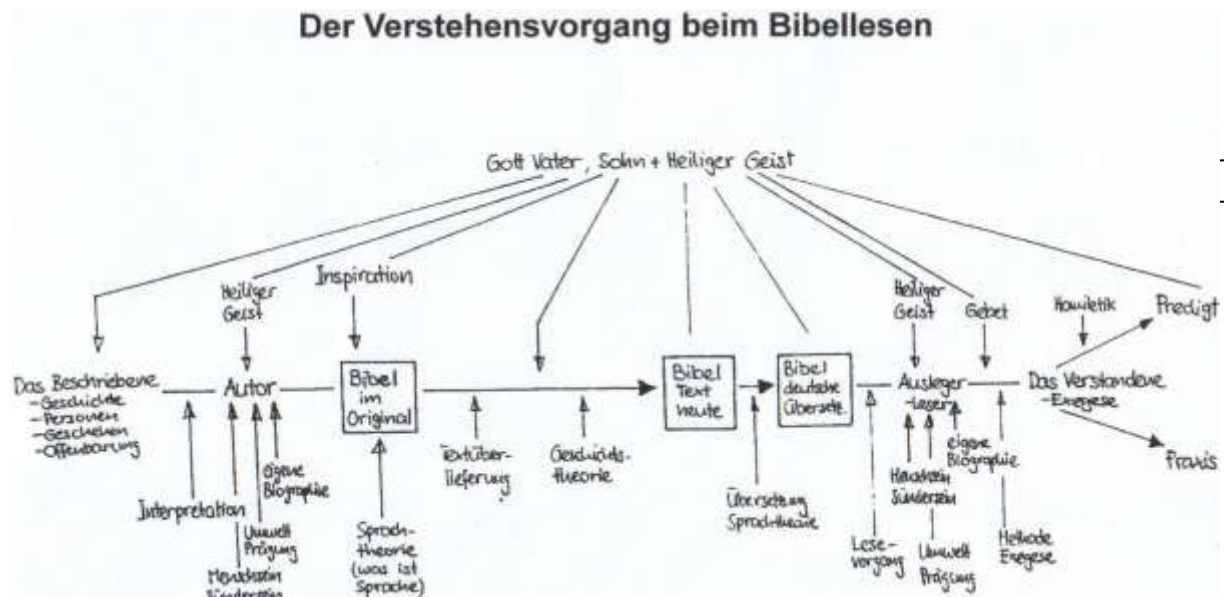 Der Verstehensvorgang beim Bibellesen
Gott Vater, Sohn + Heiliger Geist
Heiliger
Geist
Inspiration
Heiliger
Geist
Gebet
Homiletik
Predigt
Das Beschriebene
-Geschichte
-Personen
-Geschehen
-Offenbarung
Autor
Bibel
im
Original
Bibel
Text
heute
Bibel
deutsche
Übersetz.
Ausleger
-Leser
Das Verstandene
-Exegese
Praxis
Interpretation
Menschsein
Sündersein
Umwelt
Prägung
eigene
Biographie
Sprach-
theorie
(was ist
Sprache)
Textüber-
lieferung
Geschichts-
theorie
Übersetzung
Sprachtheorie
Lese-
vorgang
Menschsein
Sündersein
Umwelt
Prägung
eigene
Biographie
Methode
Exegese